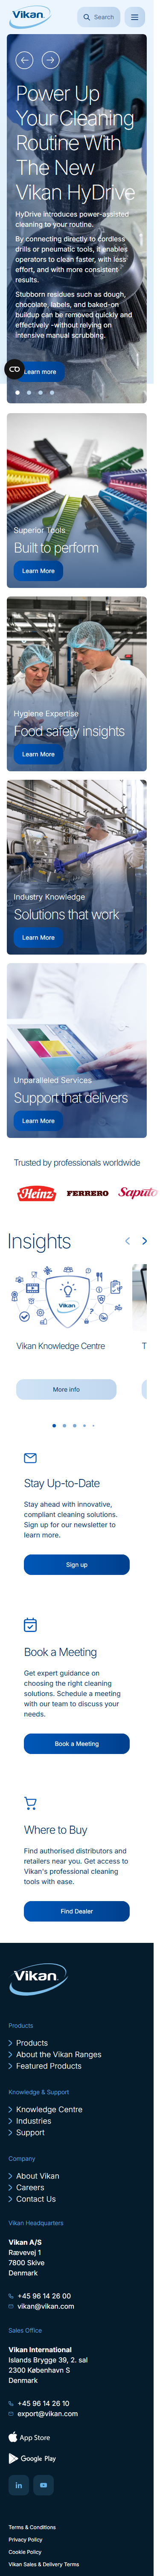 Vikan
Search
Power Up
Your Cleaning
Routine With
The New
Vikan HyDrive
HyDrive introduces power-assisted
cleaning to your routine.
By connecting directly to cordless
drills or pneumatic tools, it enables
operators to clean faster, with less
effort, and with more consistent
results.
Stubborn residues such as dough,
chocolate, labels, and baked-on
buildup can be removed quickly and
effectively -without relying on
intensive manual scrubbing.
Learn more
Superior Tools
Built to perform
Learn More
Hygiene Expertise
Food safety insights
Learn More
Industry Knowledge
Solutions that work
Learn More
Unparalleled Services
Support that delivers
Learn More
Trusted by professionals worldwide
Heinz FERRERO Saputo
Insights
Vikan
Vikan Knowledge Centre
T
More info
Stay Up-to-Date
Stay ahead with innovative,
compliant cleaning solutions.
Sign up for our newsletter to
learn more.
Sign up
Book a Meeting
Get expert guidance on
choosing the right cleaning
solutions. Schedule a meeting
with our team to discuss your
needs.
Book a Meeting
Where to Buy
Find authorised distributors and
retailers near you. Get access to
Vikan's professional cleaning
tools with ease.
Find Dealer
Vikan
Products
Products
About the Vikan Ranges
Featured Products
Knowledge & Support
Knowledge Centre
Industries
Support
Company
About Vikan
Careers
Contact Us
Vikan Headquarters
Vikan A/S
Rævevej 1
7800 Skive
Denmark
+45 96 14 26 00
vikan@vikan.com
Sales Office
Vikan International
Islands Brygge 39, 2. sal
2300 København S
Denmark
+45 96 14 26 10
export@vikan.com
App Store
Google Play
Terms & Conditions
Privacy Policy
Cookie Policy
Vikan Sales & Delivery Terms